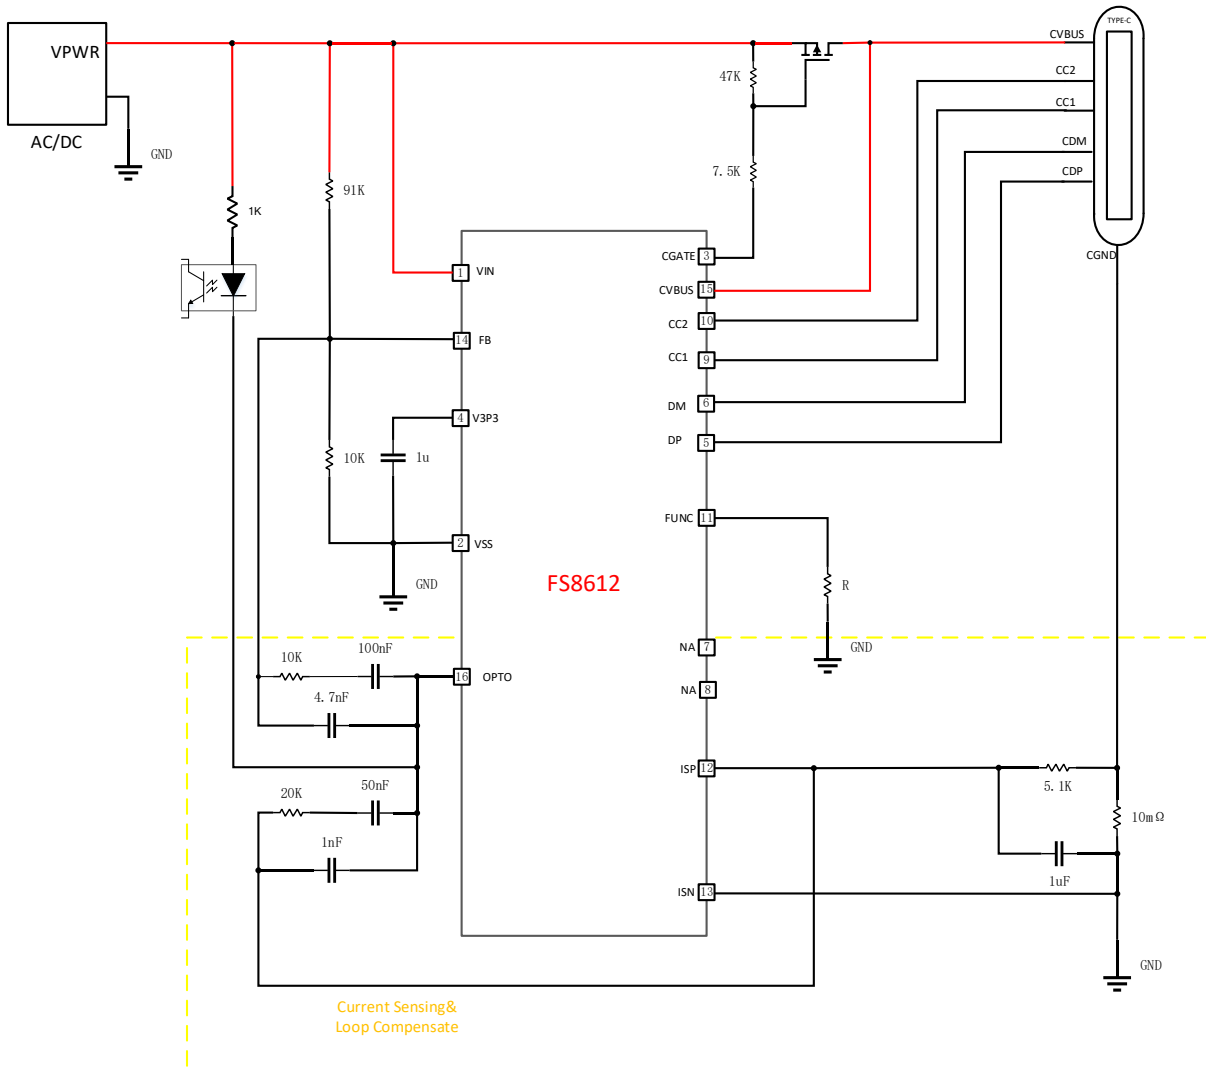 TYPE-C
CVBUS
VPWR
CC2
47K
CC1
AC/DC
GND
CDM
7.5K
CDP
91K
1K
CGATE
3
CGND
1
VIN
CVBUS
15
CC2
10
14
FB
CC1
9
DM
6
4
V3P3
DP
5
10K
1u
FUNC
11
2
VSS
GND
FS8612
R
NA
7
GND
100nF
10K
16
OPTO
NA
8
4.7nF
ISP
12
5.1K
50nF
20K
10mΩ
1nF
1uF
ISN
13
GND
Current Sensing&
Loop Compensate